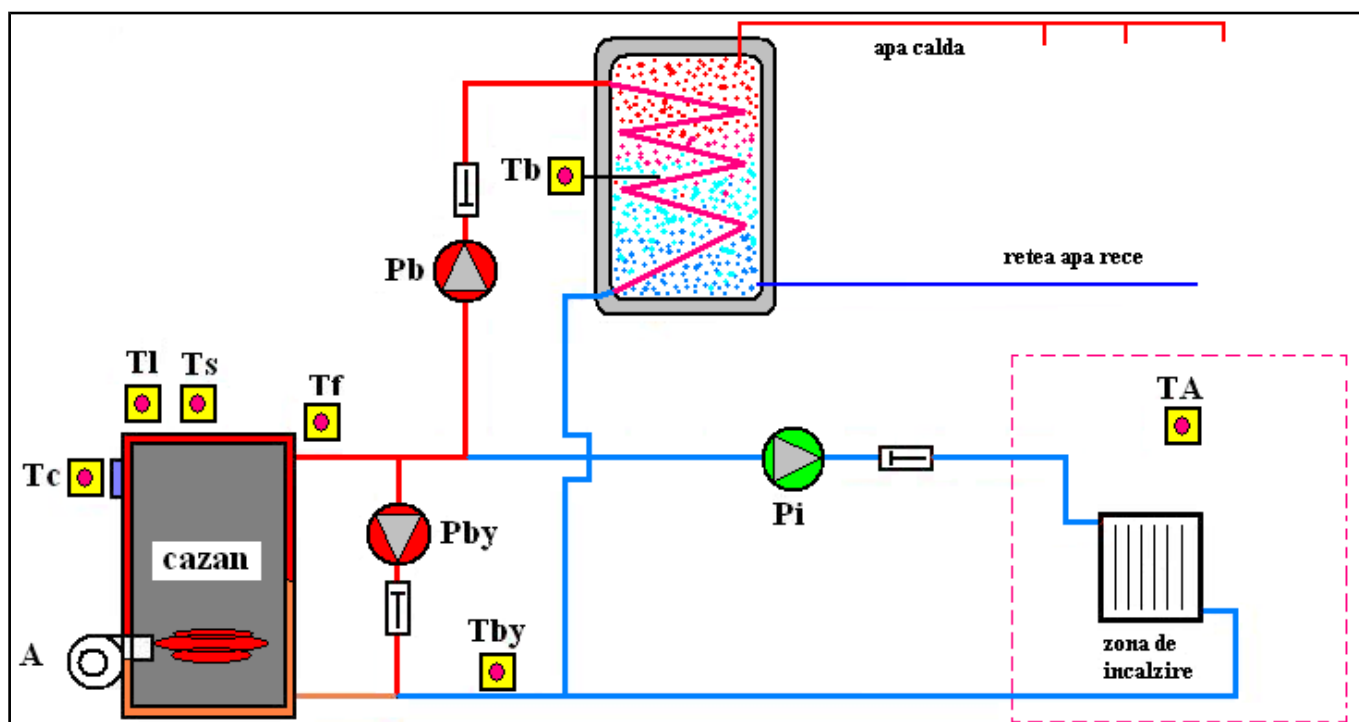 apa calda
Tb
retea apa rece
Pb
Tl Ts
Tf
TA
Tc
Pi
Pby
cazan
A
Tby
zona de
incalzire